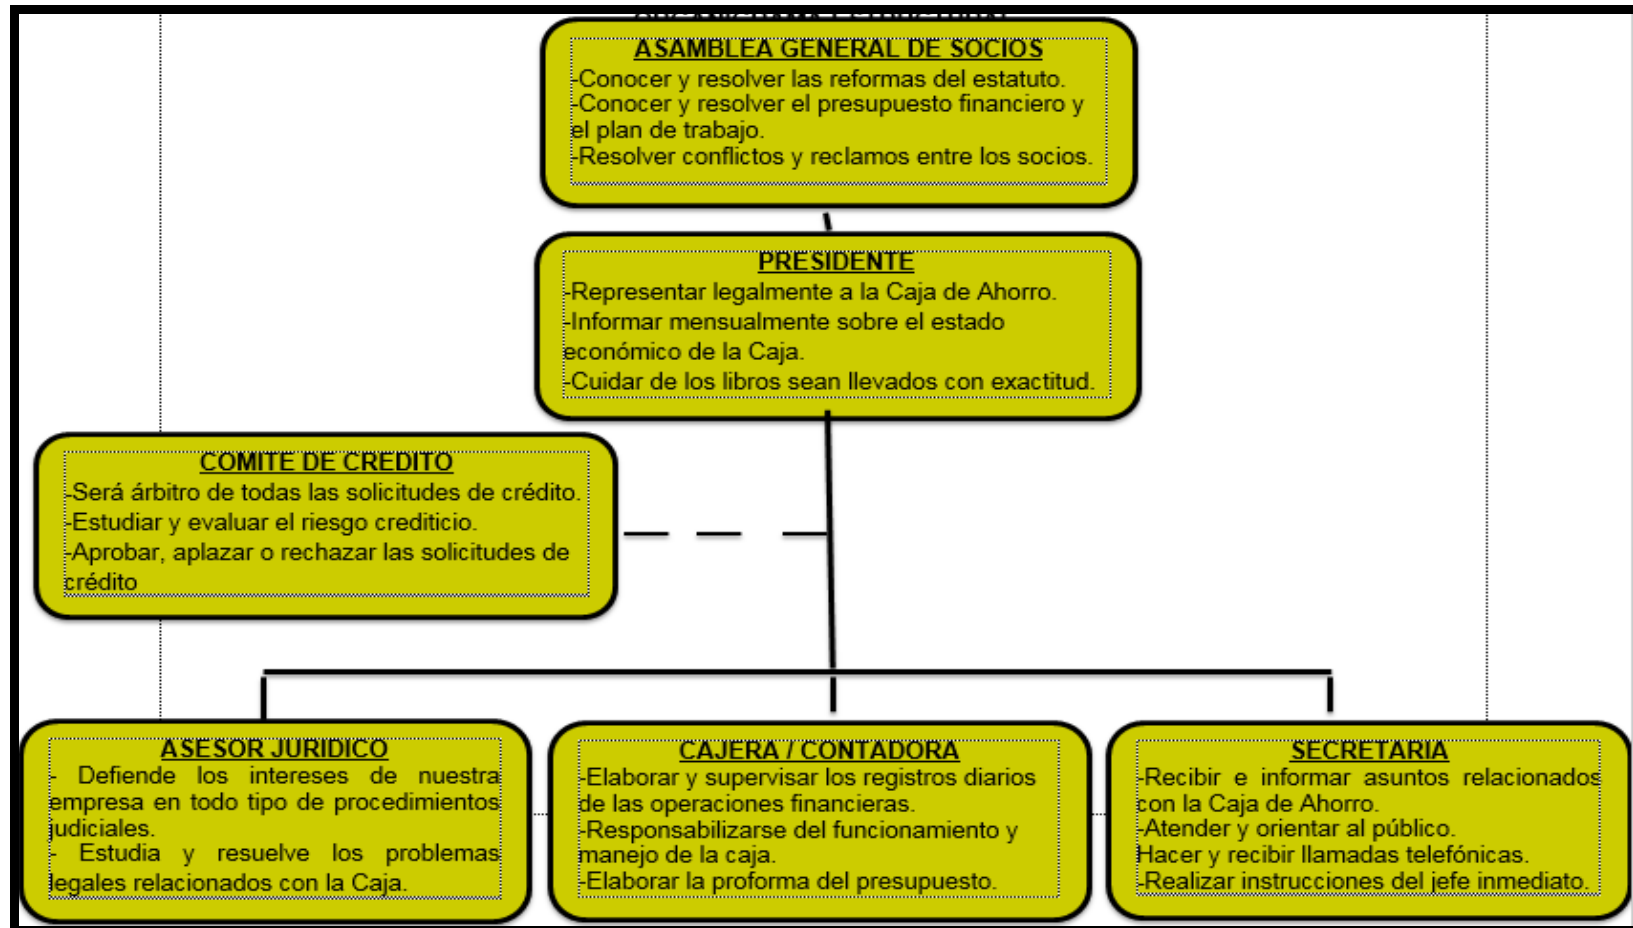 ORGANIGRAMA ESTRUCTURAL
ASAMBLEA GENERAL DE SOCIOS
-Conocer y resolver las reformas del estatuto.
-Conocer y resolver el presupuesto financiero y
el plan de trabajo.
-Resolver conflictos y reclamos entre los socios.
PRESIDENTE
-Representar legalmente a la Caja de Ahorro.
-Informar mensualmente sobre el estado
económico de la Caja.
-Cuidar de los libros sean llevados con exactitud.
COMITE DE CREDITO
-Será árbitro de todas las solicitudes de crédito.
-Estudiar y evaluar el riesgo crediticio.
-Aprobar, aplazar o rechazar las solicitudes de
crédito
ASESOR JURIDICO
- Defiende los intereses de nuestra
empresa en todo tipo de procedimientos
judiciales.
- Estudia y resuelve los problemas
legales relacionados con la Caja.
CAJERA / CONTADORA
-Elaborar y supervisar los registros diarios
de las operaciones financieras.
-Responsabilizarse del funcionamiento y
manejo de la caja.
-Elaborar la proforma del presupuesto.
SECRETARIA
-Recibir e informar asuntos relacionados
con la Caja de Ahorro.
-Atender y orientar al público.
Hacer y recibir llamadas telefónicas.
-Realizar instrucciones del jefe inmediato.